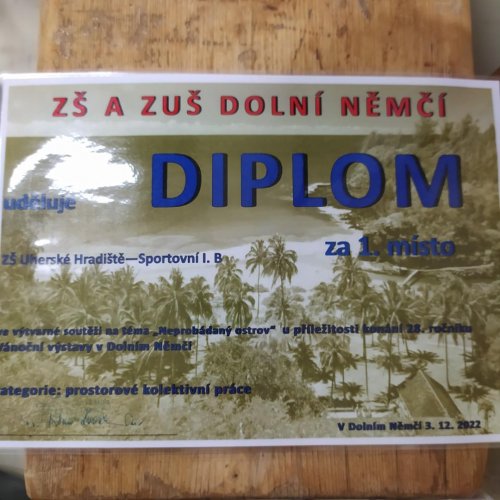 ZŠ A ZUŠ DOLNÍ NĚMČÍ
uděluje
DIPLOM
za 1. místo
ZŠ Uherské Hradiště—Sportovní I. B
ve výtvarné soutěži na téma „Neprobádaný ostrov“ u příležitosti konání 28. ročníku
Vánoční výstavy v Dolním Němčí
kategorie: prostorové kolektivní práce
V Dolním Němčí 3. 12. 2022